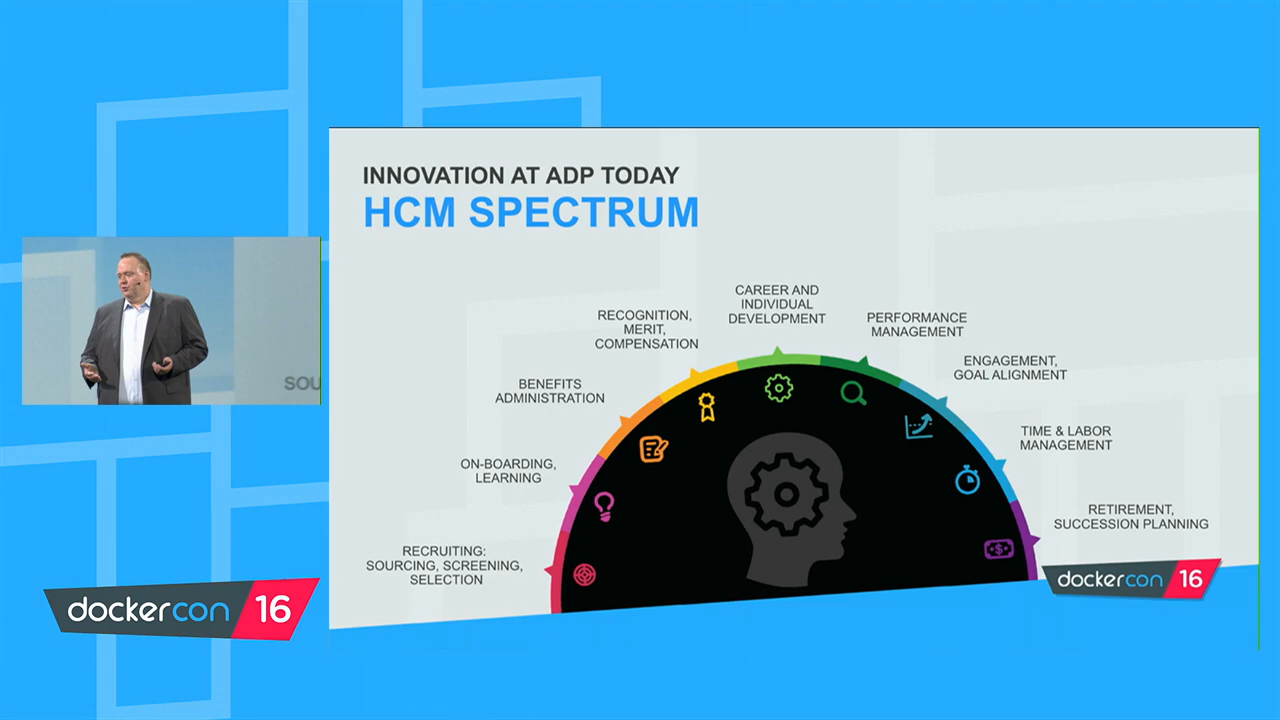 INNOVATION AT ADP TODAY
HCM SPECTRUM
CAREER AND
INDIVIDUAL
DEVELOPMENT
RECOGNITION,
MERIT,
COMPENSATION
PERFORMANCE
MANAGEMENT
ENGAGEMENT,
GOAL ALIGNMENT
BENEFITS
ADMINISTRATION
TIME & LABOR
MANAGEMENT
ON-BOARDING,
LEARNING
RETIREMENT,
SUCCESSION PLANNING
RECRUITING:
SOURCING, SCREENING,
SELECTION
$
SOU
dockercon 16
dockercon 16